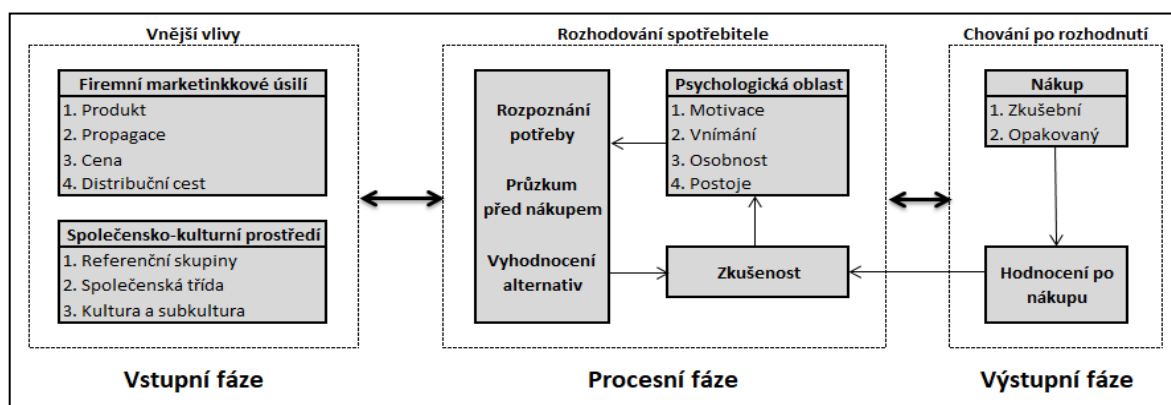 Vnější vlivy
Firemní marketinkkové úsilí
1. Produkt
2. Propagace
3. Cena
4. Distribuční cest
Společensko-kulturní prostředí
1. Referenční skupiny
2. Společenská třída
3. Kultura a subkultura
Vstupní fáze
Rozhodování spotřebitele
Rozpoznání
potřeby
Průzkum
před nákupem
Vyhodnocení
alternativ
Psychologická oblast
1. Motivace
2. Vnímání
3. Osobnost
4. Postoje
Zkušenost
Procesní fáze
Chování po rozhodnutí
Nákup
1. Zkušební
2. Opakovaný
Hodnocení po
nákupu
Výstupní fáze